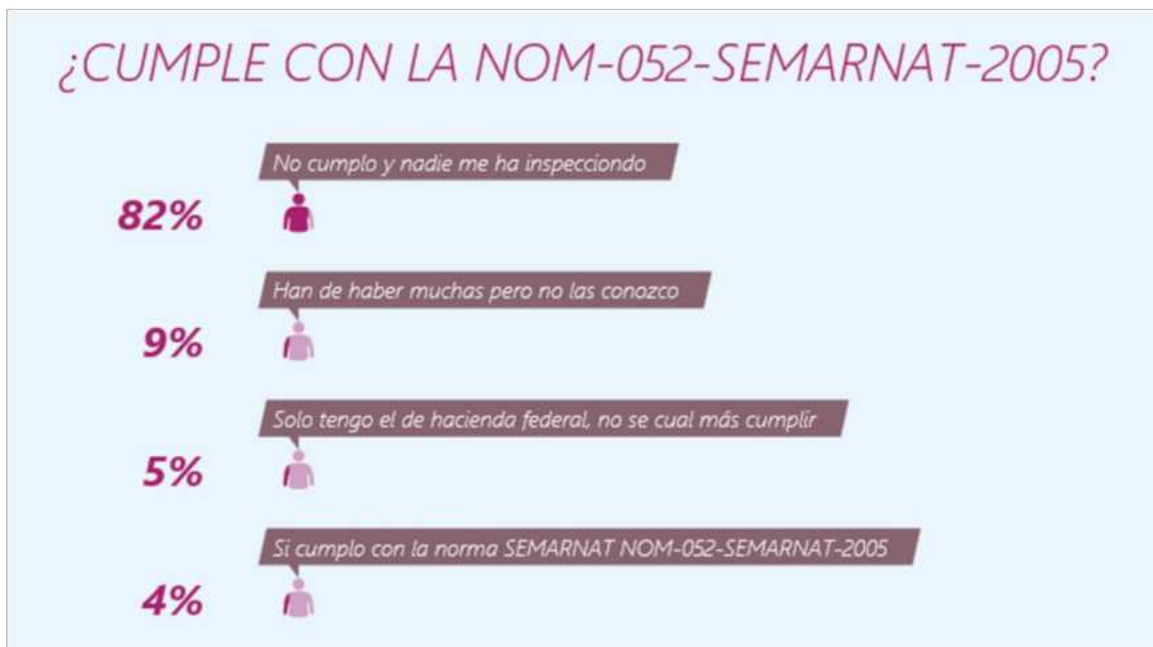 ¿CUMPLE CON LA NOM-052-SEMARNAT-2005?
No cumplo y nadie me ha inspecciondo
82%
Han de haber muchas pero no las conozco
9%
Solo tengo el de hacienda federal, no se cual más cumplir
5%
Si cumplo con la norma SEMARNAT NOM-052-SEMARNAT-2005
4%